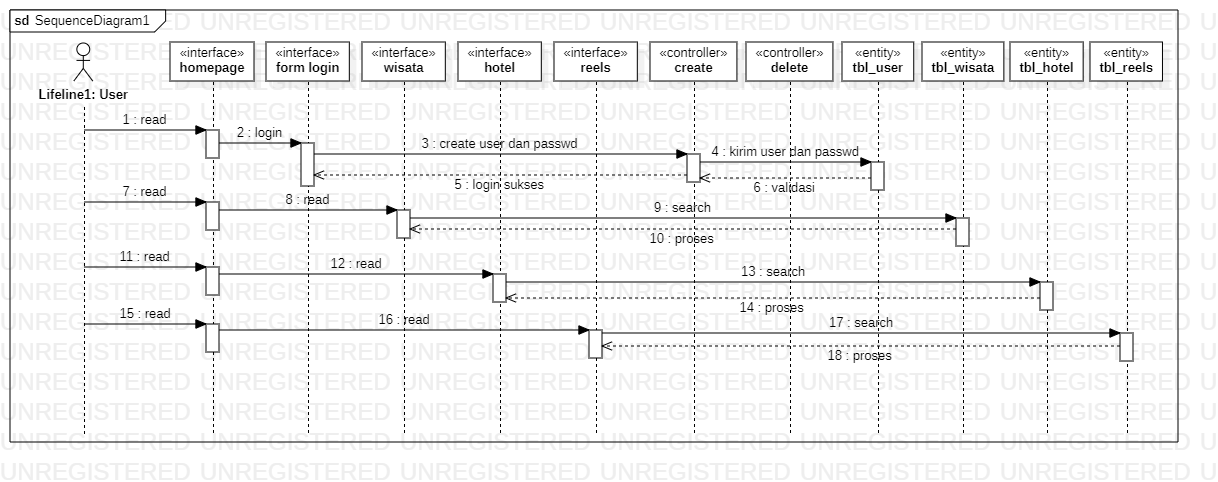 sd SequenceDiagram1
«interface» «interface» «interface» «interface» «interface» «controller» «controller» «entity» «entity» «entity» «entity»
homepage form login wisata hotel reels create delete tbl_user tbl_wisata tbl_hotel tbl_reels
Lifeline1: User
1 : read
2 : login
3 : create user dan passwd
4 : kirim user dan passwd
5 : login sukses
6 : validasi
7 : read
8 : read
9 : search
10 : proses
11 : read
12 : read
13 : search
14 : proses
15 : read
16 : read
17 : search
18 : proses
UNREGISTERED